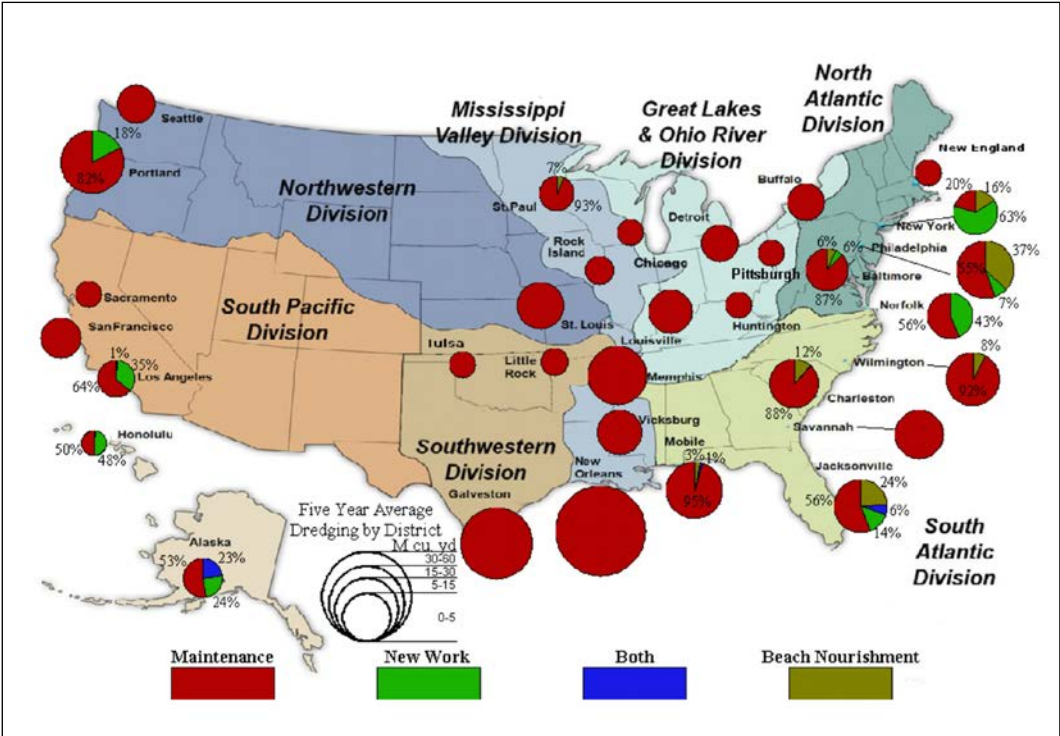 North
Atlantic
Division
Mississippi
Valley Division
Great Lakes
& Ohio River
Division
Seattle
18%
Portland
82%
Northwestern
Division
7%
St.Paul
93%
Rock
Island
Chicago
Detroit
Buffalo
New England
20%
16%
New York
63%
Philadelphia
37%
55%
7%
6%
6%
Pittsburgh
Baltimore
87%
Norfolk
56%
43%
Sacramento
San Francisco
South Pacific
Division
St. Louis
Louisville
Huntington
1%
35%
64%
Los Angeles
Tulsa
Little
Rock
Memphis
12%
88%
Charleston
8%
Wilmington
92%
Savannah
Honolulu
50%
48%
Southwestern
Division
Galveston
Vicksburg
New
Orleans
Mobile
3%
1%
95%
Jacksonville
24%
56%
6%
14%
South
Atlantic
Division
Alaska
53%
23%
24%
Five Year Average
Dredging by District
M cu. yd
30-60
15-30
5-15
0-5
Maintenance
New Work
Both
Beach Nourishment